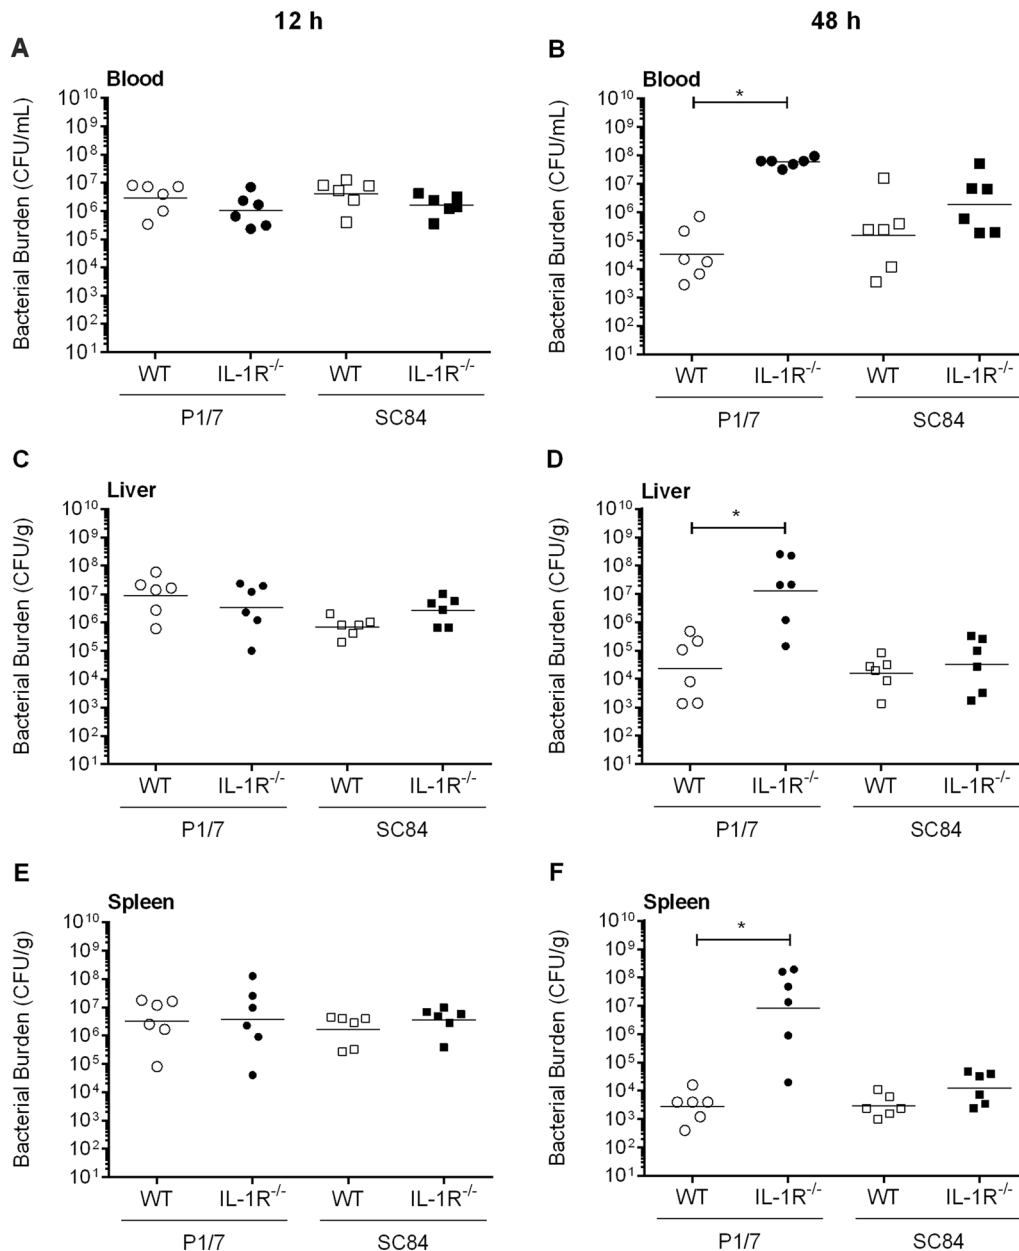 12 h
48 h
A
Blood
Bacterial Burden (CFU/mL)
10^10
10^9
10^8
10^7
10^6
10^5
10^4
10^3
10^2
10^1
WT
IL-1R^-/-
WT
IL-1R^-/-
P1/7
SC84
B
Blood
Bacterial Burden (CFU/mL)
10^10
10^9
10^8
10^7
10^6
10^5
10^4
10^3
10^2
10^1
*
WT
IL-1R^-/-
WT
IL-1R^-/-
P1/7
SC84
C
Liver
Bacterial Burden (CFU/g)
10^10
10^9
10^8
10^7
10^6
10^5
10^4
10^3
10^2
10^1
WT
IL-1R^-/-
WT
IL-1R^-/-
P1/7
SC84
D
Liver
Bacterial Burden (CFU/g)
10^10
10^9
10^8
10^7
10^6
10^5
10^4
10^3
10^2
10^1
*
WT
IL-1R^-/-
WT
IL-1R^-/-
P1/7
SC84
E
Spleen
Bacterial Burden (CFU/g)
10^10
10^9
10^8
10^7
10^6
10^5
10^4
10^3
10^2
10^1
WT
IL-1R^-/-
WT
IL-1R^-/-
P1/7
SC84
F
Spleen
Bacterial Burden (CFU/g)
10^10
10^9
10^8
10^7
10^6
10^5
10^4
10^3
10^2
10^1
*
WT
IL-1R^-/-
WT
IL-1R^-/-
P1/7
SC84